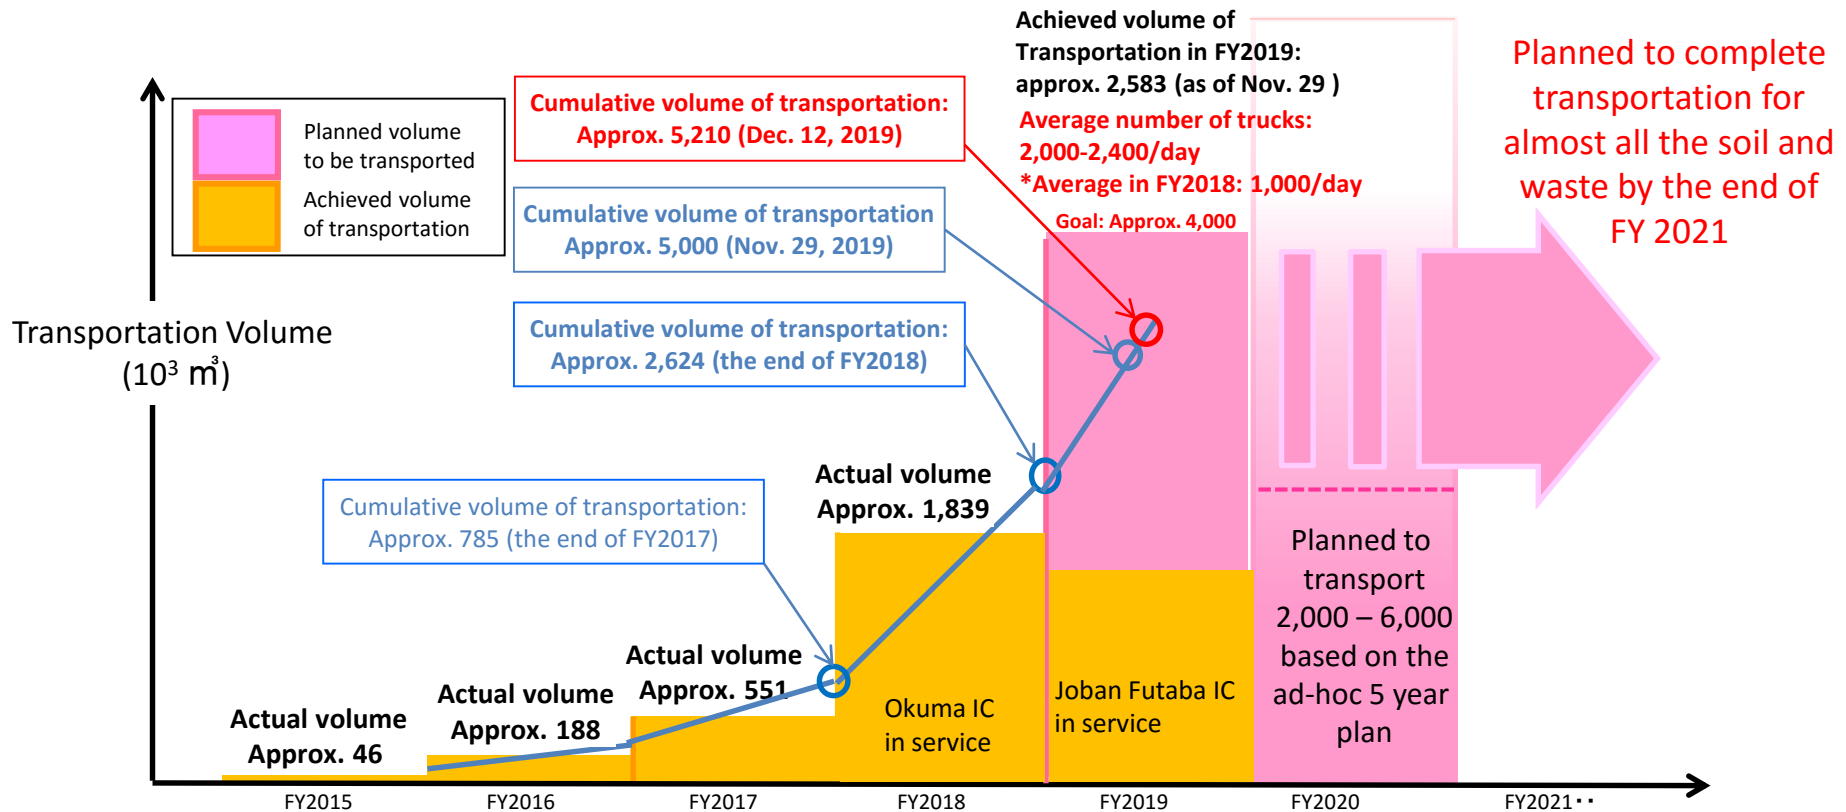 Achieved volume of
Transportation in FY2019:
approx. 2,583 (as of Nov. 29 )
Average number of trucks:
2,000-2,400/day
*Average in FY2018: 1,000/day
Goal: Approx. 4,000
Planned to complete
transportation for
almost all the soil and
waste by the end of
FY 2021
Planned volume
to be transported
Achieved volume
of transportation
Cumulative volume of transportation:
Approx. 5,210 (Dec. 12, 2019)
Cumulative volume of transportation
Approx. 5,000 (Nov. 29, 2019)
Cumulative volume of transportation:
Approx. 2,624 (the end of FY2018)
Cumulative volume of transportation:
Approx. 785 (the end of FY2017)
Transportation Volume
(10³ ㎥)
Actual volume
Approx. 46
Actual volume
Approx. 188
Actual volume
Approx. 551
Actual volume
Approx. 1,839
Okuma IC
in service
Joban Futaba IC
in service
Planned to
transport
2,000 – 6,000
based on the
ad-hoc 5 year
plan
FY2015
FY2016
FY2017
FY2018
FY2019
FY2020
FY2021･･